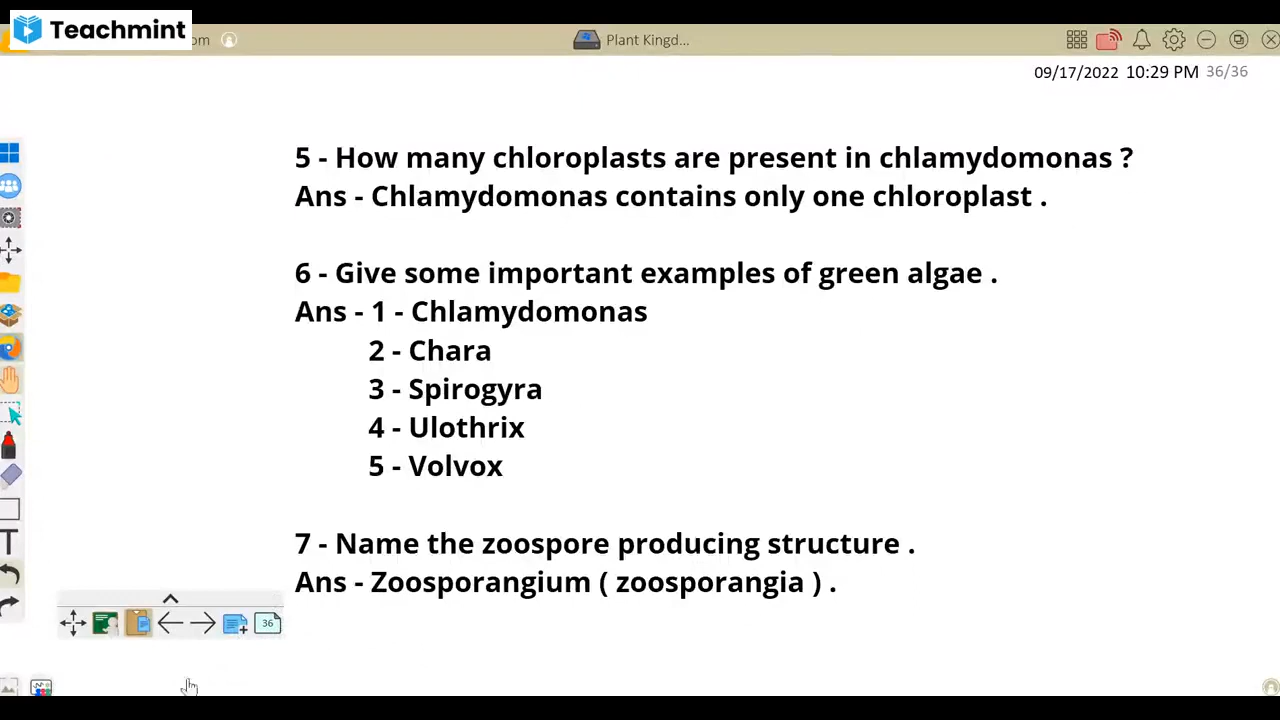 Teachmint
om
Plant Kingd...
09/17/2022 10:29 PM 36/36
5 - How many chloroplasts are present in chlamydomonas ?
Ans - Chlamydomonas contains only one chloroplast .
6 - Give some important examples of green algae .
Ans - 1 - Chlamydomonas
2 - Chara
3 - Spirogyra
4 - Ulothrix
5 - Volvox
7 - Name the zoospore producing structure .
Ans - Zoosporangium ( zoosporangia ) .
36